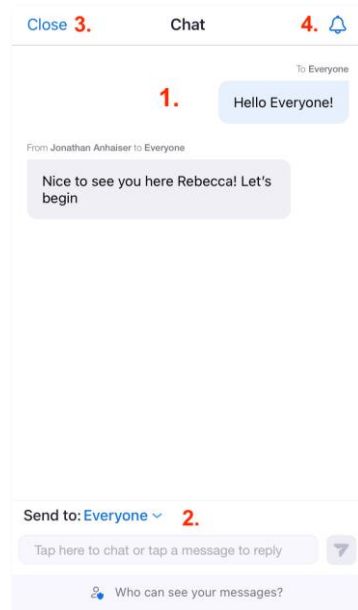 Close 3. Chat 4.
To Everyone
1. Hello Everyone!
From Jonathan Anhaiser to Everyone
Nice to see you here Rebecca! Let's
begin
Send to: Everyone 2.
Tap here to chat or tap a message to reply
Who can see your messages?